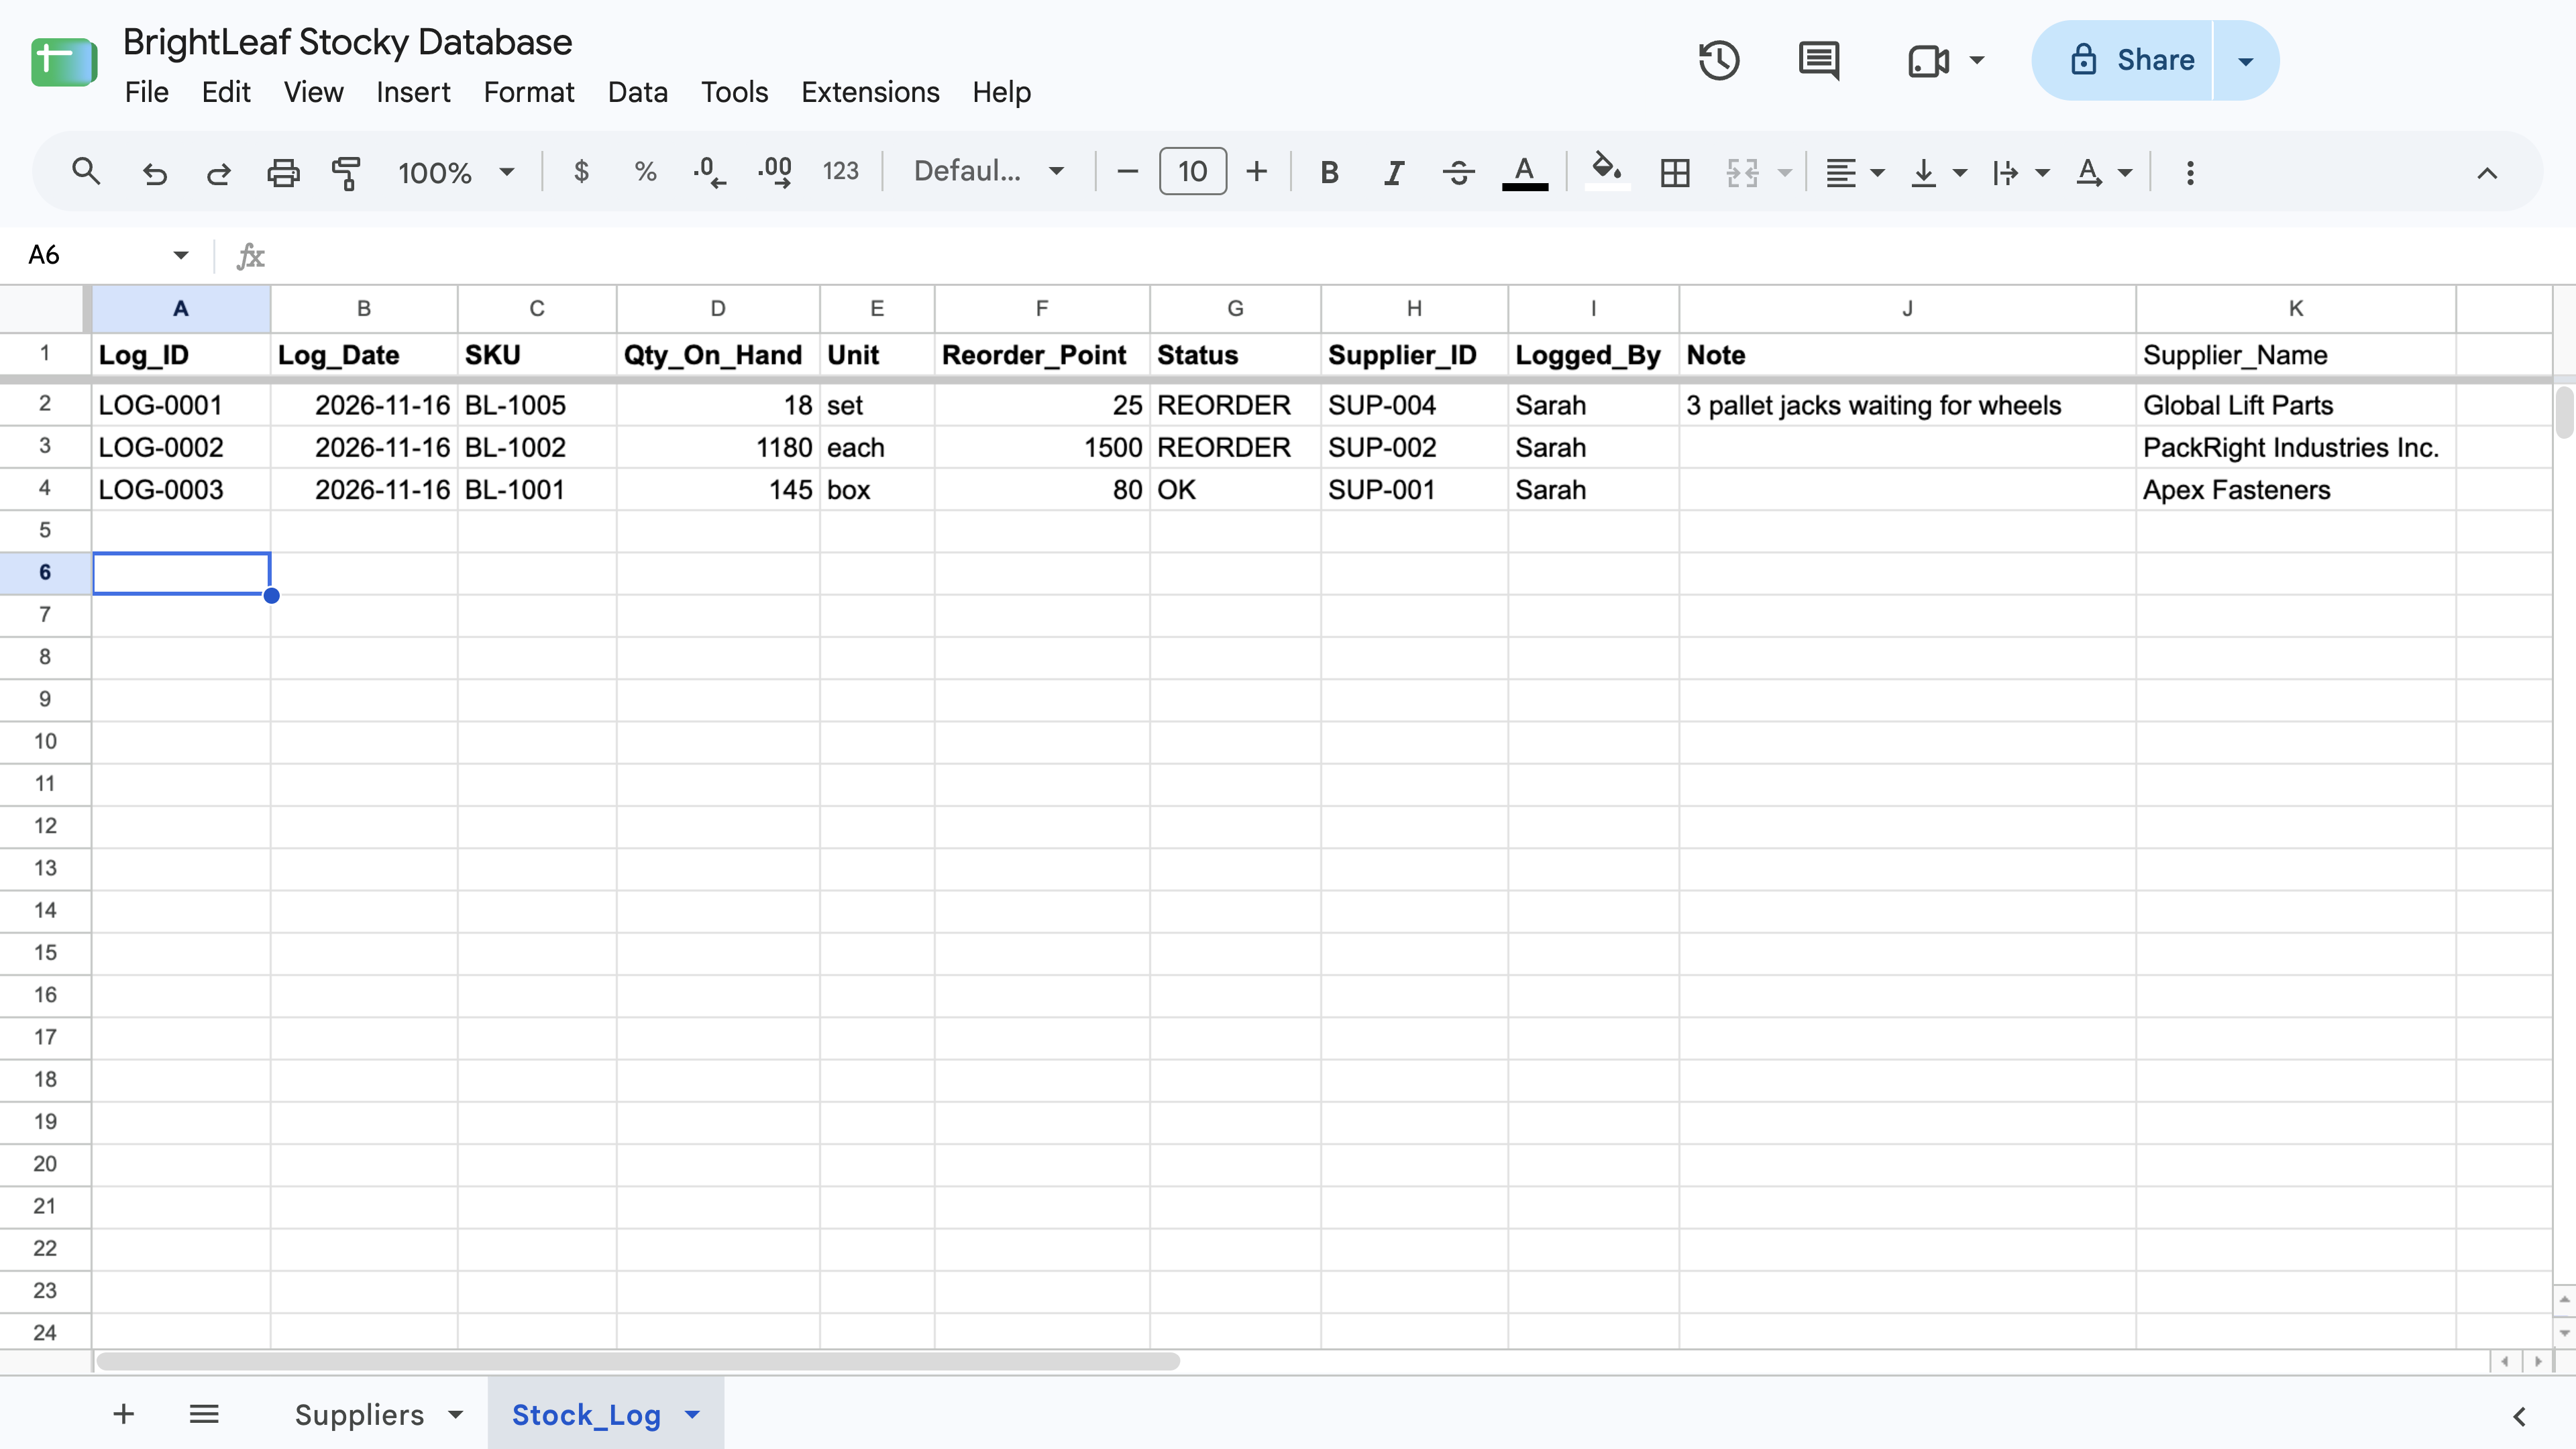 BrightLeaf Stocky Database
File Edit View Insert Format Data Tools Extensions Help
Share
100% $ % .0 .00 123 Defaul... 10 B I A A
A6 fx
A B C D E F G H I J K
1 Log_ID Log_Date SKU Qty_On_Hand Unit Reorder_Point Status Supplier_ID Logged_By Note Supplier_Name
2 LOG-0001 2026-11-16 BL-1005 18 set 25 REORDER SUP-004 Sarah 3 pallet jacks waiting for wheels Global Lift Parts
3 LOG-0002 2026-11-16 BL-1002 1180 each 1500 REORDER SUP-002 Sarah PackRight Industries Inc.
4 LOG-0003 2026-11-16 BL-1001 145 box 80 OK SUP-001 Sarah Apex Fasteners
5
6
7
8
9
10
11
12
13
14
15
16
17
18
19
20
21
22
23
24
Suppliers Stock_Log